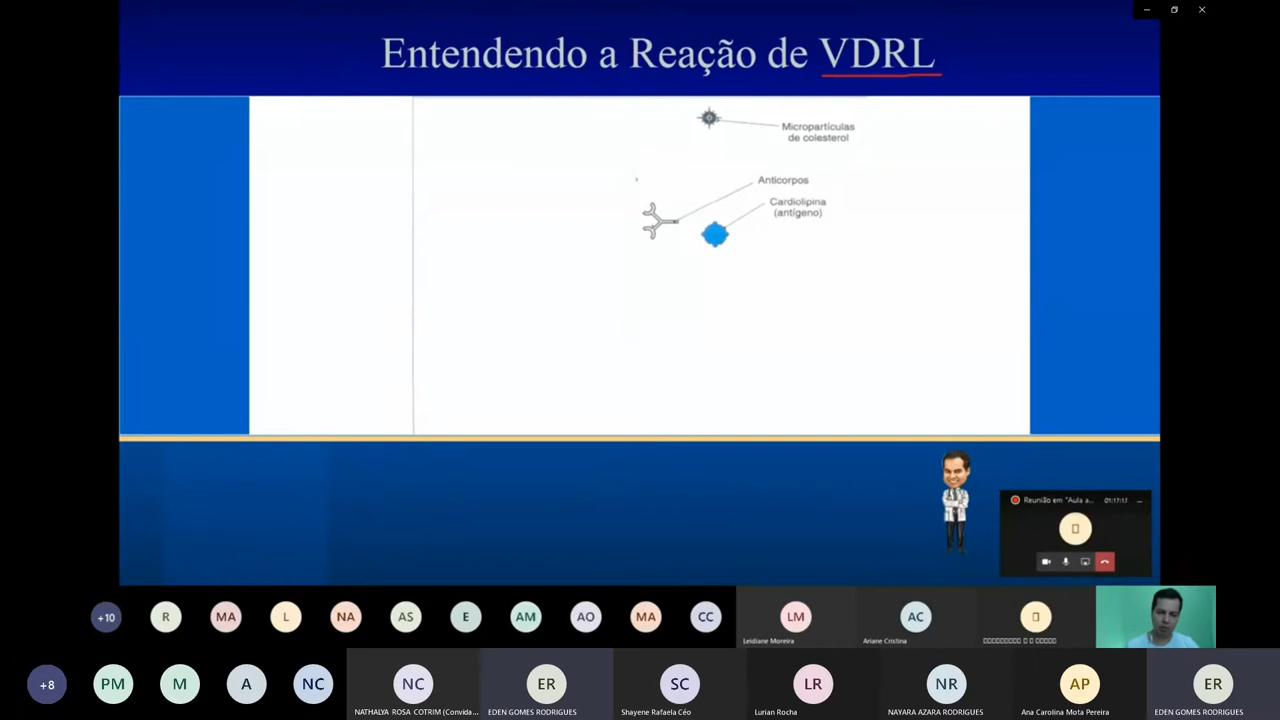 Entendendo a Reação de VDRL
Micropartículas
de colesterol
Anticorpos
Cardiolipina
(antígeno)
Reunião em "Aula a... 01:17:17
+10 R MA L NA AS E AM AO MA CC LM AC
Leidiane Moreira Ariane Cristina
+8 PM M A NC NC ER SC LR NR AP ER
NATHALYA ROSA COTRIM (Convida... EDEN GOMES RODRIGUES Shayene Rafaela Céo Lurian Rocha NAYARA AZARA RODRIGUES Ana Carolina Mota Pereira EDEN GOMES RODRIGUES